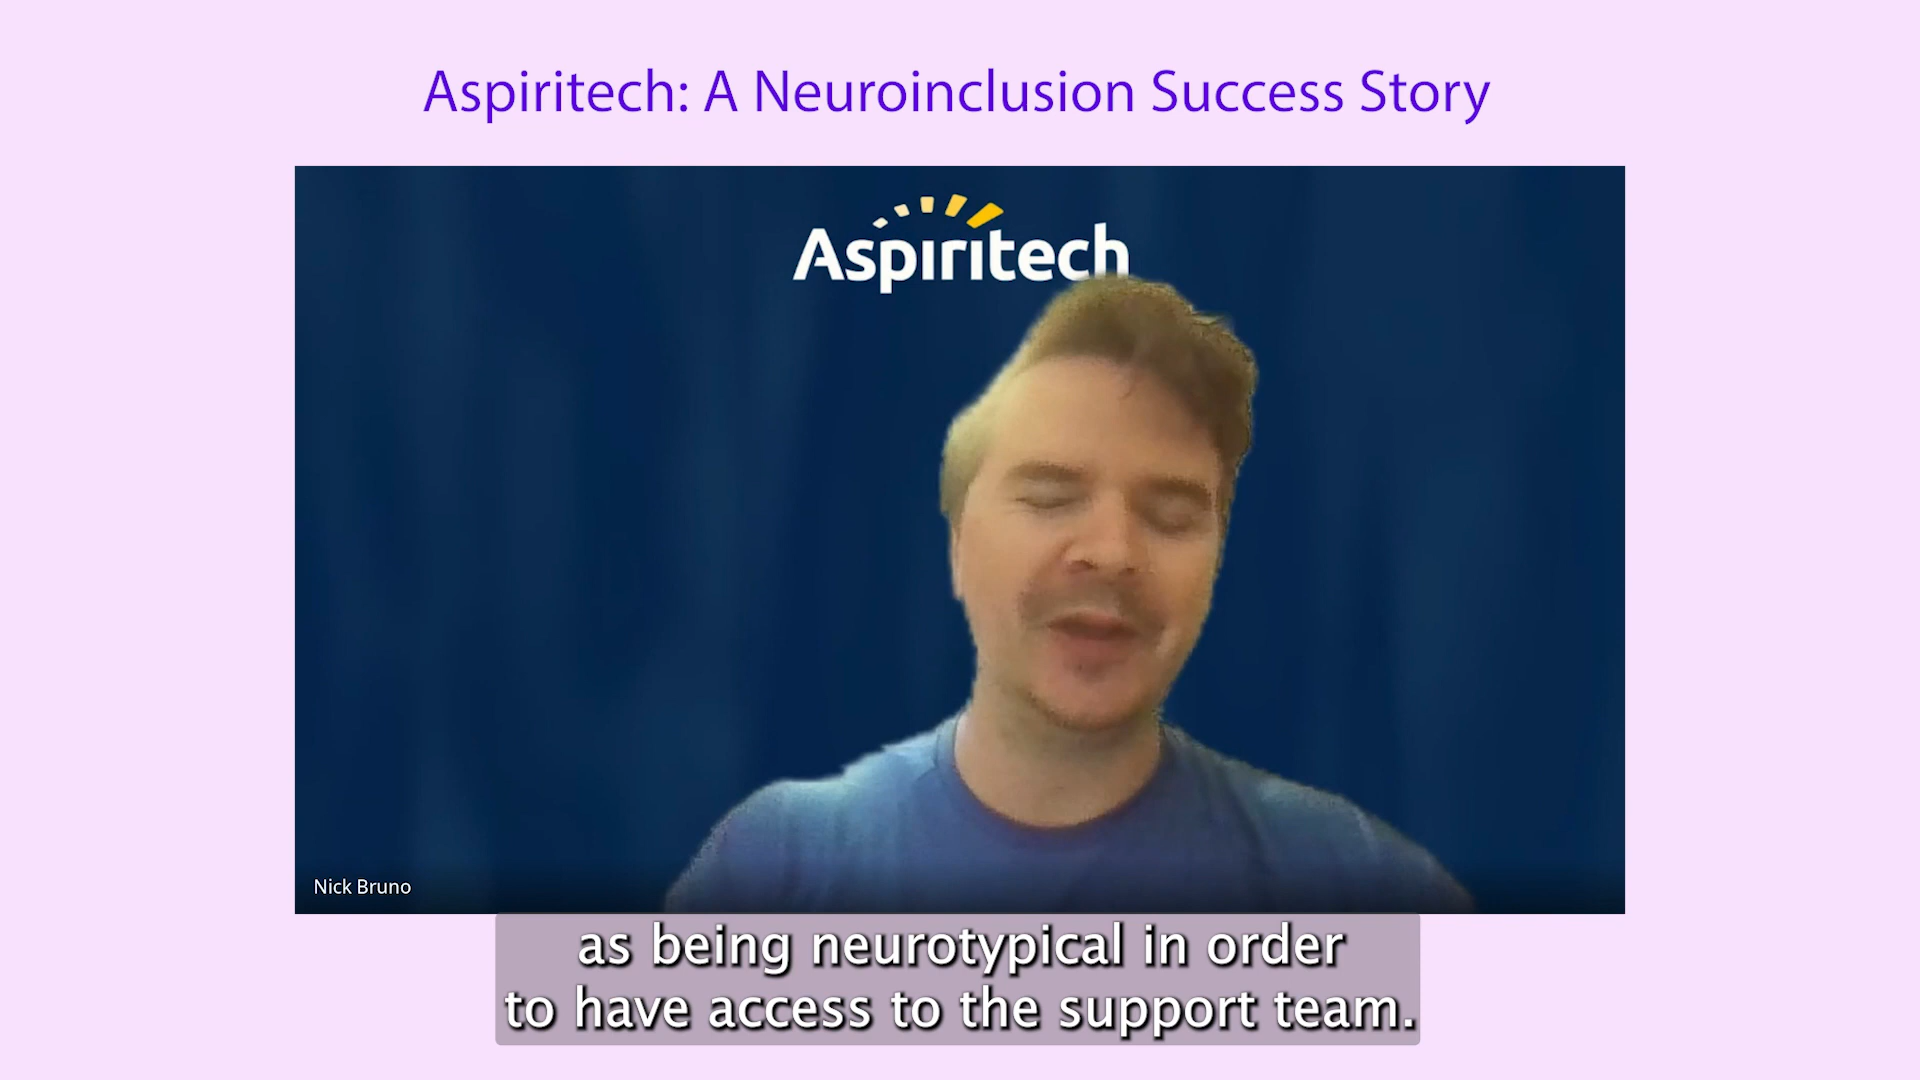 Aspiritech: A Neuroinclusion Success Story
Aspiritech
Nick Bruno
as being neurotypical in order
to have access to the support team.